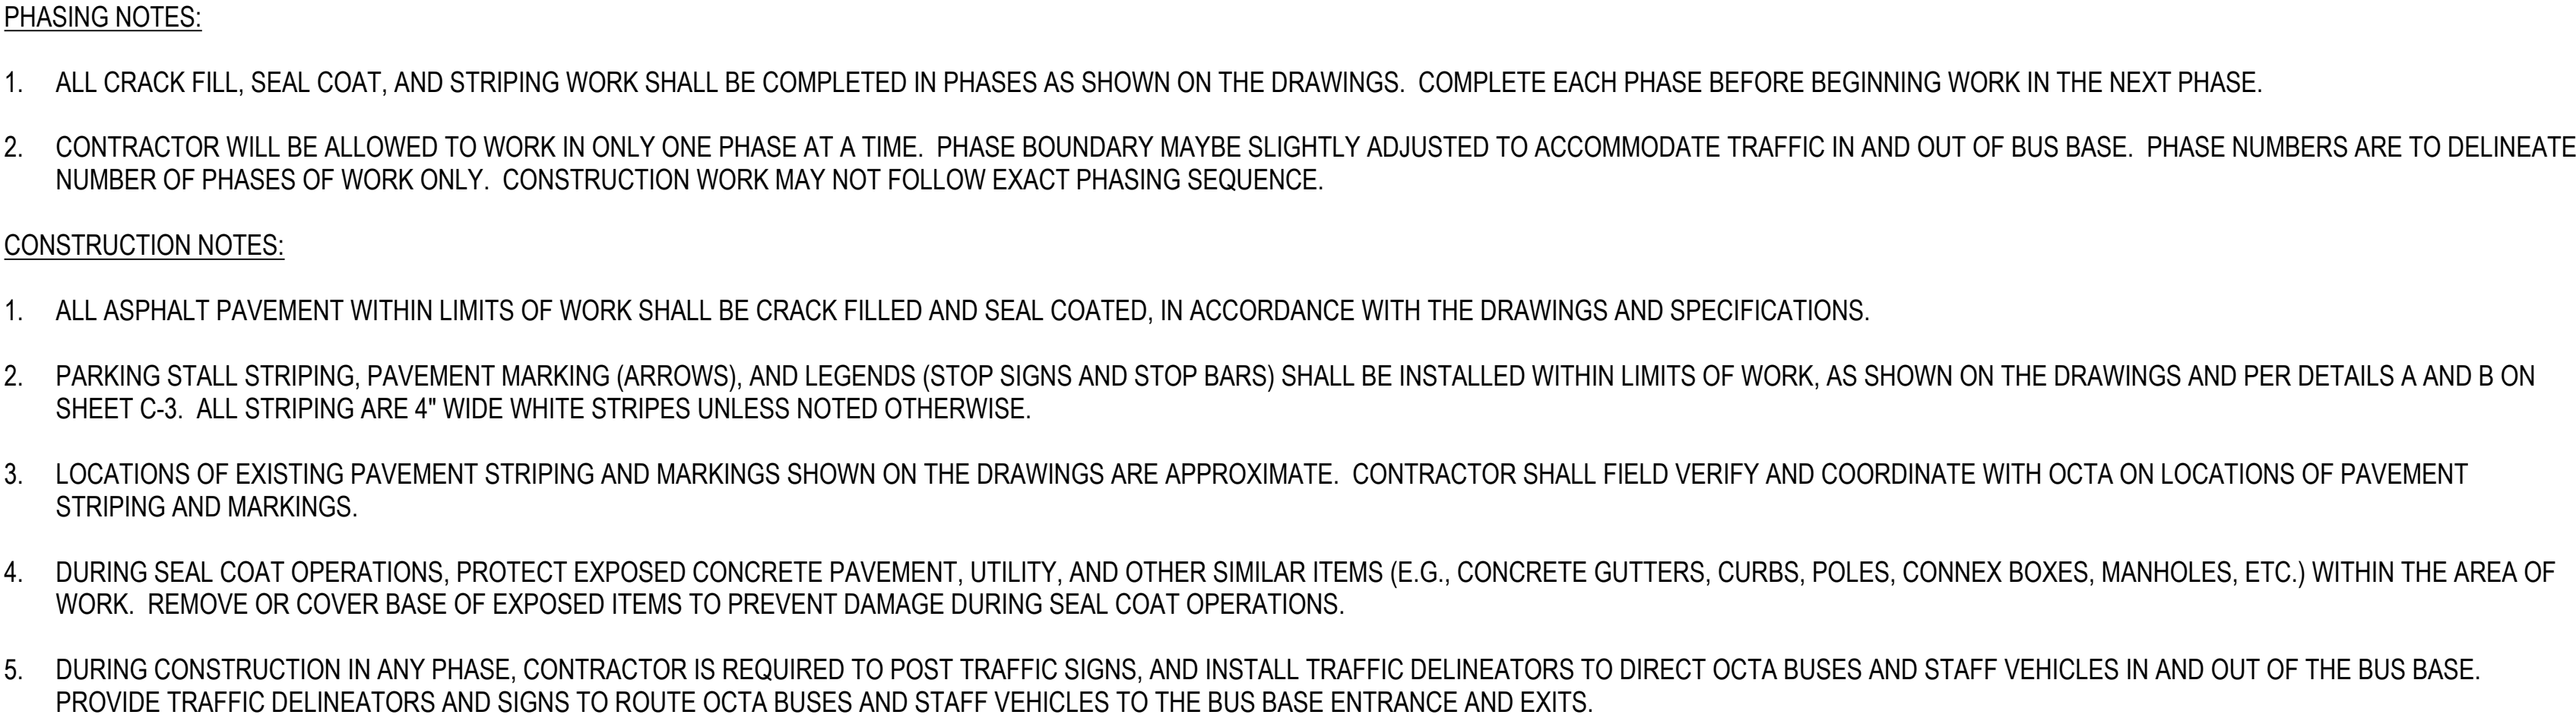 PHASING NOTES:
1. ALL CRACK FILL, SEAL COAT, AND STRIPING WORK SHALL BE COMPLETED IN PHASES AS SHOWN ON THE DRAWINGS. COMPLETE EACH PHASE BEFORE BEGINNING WORK IN THE NEXT PHASE.
2. CONTRACTOR WILL BE ALLOWED TO WORK IN ONLY ONE PHASE AT A TIME. PHASE BOUNDARY MAYBE SLIGHTLY ADJUSTED TO ACCOMMODATE TRAFFIC IN AND OUT OF BUS BASE. PHASE NUMBERS ARE TO DELINEATE
NUMBER OF PHASES OF WORK ONLY. CONSTRUCTION WORK MAY NOT FOLLOW EXACT PHASING SEQUENCE.
CONSTRUCTION NOTES:
1. ALL ASPHALT PAVEMENT WITHIN LIMITS OF WORK SHALL BE CRACK FILLED AND SEAL COATED, IN ACCORDANCE WITH THE DRAWINGS AND SPECIFICATIONS.
2. PARKING STALL STRIPING, PAVEMENT MARKING (ARROWS), AND LEGENDS (STOP SIGNS AND STOP BARS) SHALL BE INSTALLED WITHIN LIMITS OF WORK, AS SHOWN ON THE DRAWINGS AND PER DETAILS A AND B ON
SHEET C-3. ALL STRIPING ARE 4" WIDE WHITE STRIPES UNLESS NOTED OTHERWISE.
3. LOCATIONS OF EXISTING PAVEMENT STRIPING AND MARKINGS SHOWN ON THE DRAWINGS ARE APPROXIMATE. CONTRACTOR SHALL FIELD VERIFY AND COORDINATE WITH OCTA ON LOCATIONS OF PAVEMENT
STRIPING AND MARKINGS.
4. DURING SEAL COAT OPERATIONS, PROTECT EXPOSED CONCRETE PAVEMENT, UTILITY, AND OTHER SIMILAR ITEMS (E.G., CONCRETE GUTTERS, CURBS, POLES, CONNEX BOXES, MANHOLES, ETC.) WITHIN THE AREA OF
WORK. REMOVE OR COVER BASE OF EXPOSED ITEMS TO PREVENT DAMAGE DURING SEAL COAT OPERATIONS.
5. DURING CONSTRUCTION IN ANY PHASE, CONTRACTOR IS REQUIRED TO POST TRAFFIC SIGNS, AND INSTALL TRAFFIC DELINEATORS TO DIRECT OCTA BUSES AND STAFF VEHICLES IN AND OUT OF THE BUS BASE.
PROVIDE TRAFFIC DELINEATORS AND SIGNS TO ROUTE OCTA BUSES AND STAFF VEHICLES TO THE BUS BASE ENTRANCE AND EXITS.